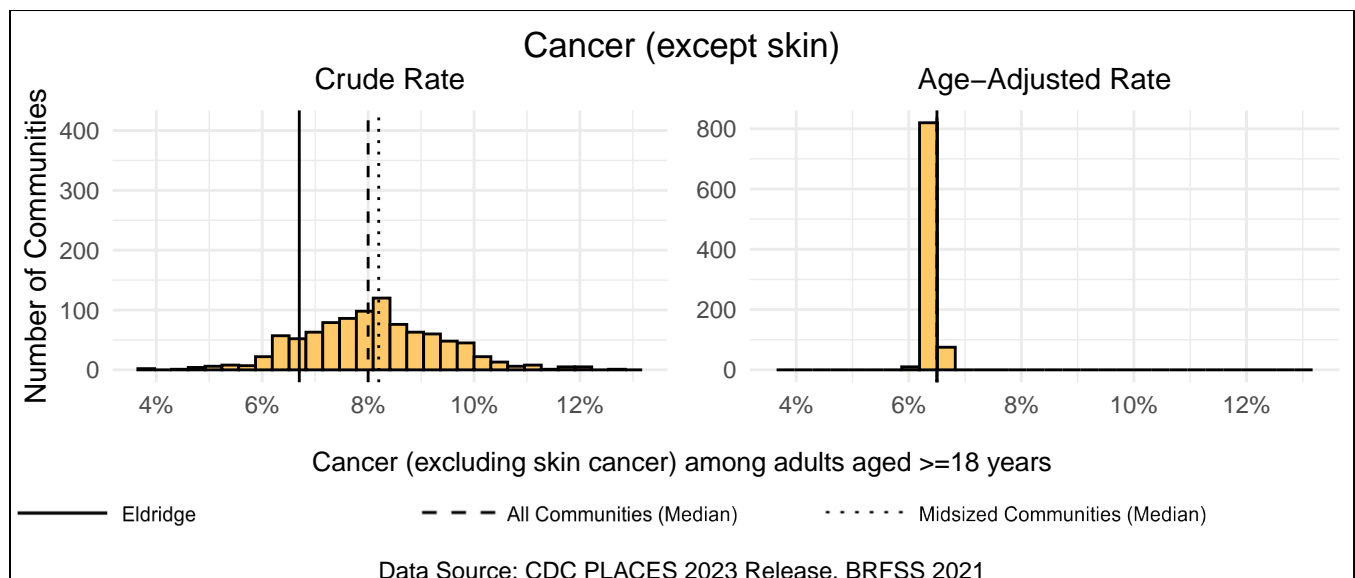 Cancer (except skin)
Crude Rate
Age−Adjusted Rate
Number of Communities
400
300
200
100
0
4%
6%
8%
10%
12%
800
600
400
200
0
4%
6%
8%
10%
12%
Cancer (excluding skin cancer) among adults aged >=18 years
Eldridge
All Communities (Median)
Midsized Communities (Median)
Data Source: CDC PLACES 2023 Release, BRFSS 2021